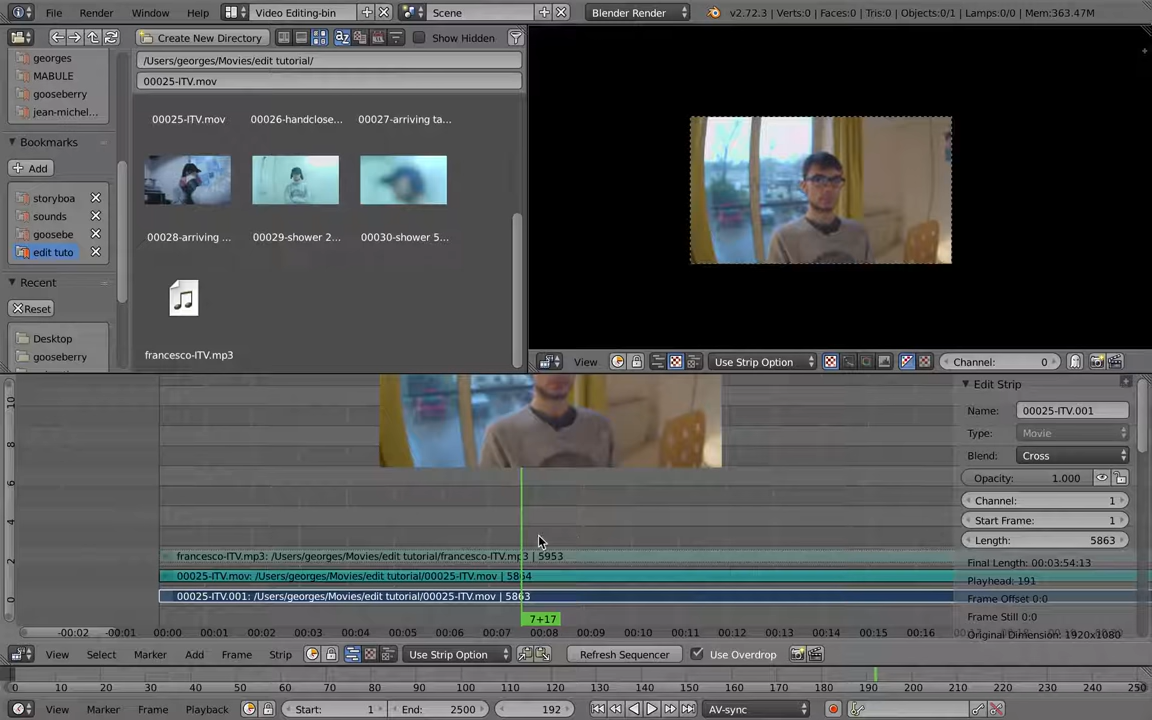 File Render Window Help Video Editing-bin Scene Blender Render v2.72.3 | Verts:0 | Faces:0 | Tris:0 | Objects:0/1 | Lamps:0/0 | Mem:363.47M
Create New Directory Show Hidden
georges
MABULE
gooseberry
jean-michel...
Bookmarks
Add
storyboa
sounds
goosebe
edit tuto
Recent
Reset
Desktop
gooseberry
/Users/georges/Movies/edit tutorial/
00025-ITV.mov
00025-ITV.mov 00026-handclose... 00027-arriving ta...
00028-arriving ... 00029-shower 2... 00030-shower 5...
francesco-ITV.mp3
View Use Strip Option Channel: 0
10
8
6
4
2
0
francesco-ITV.mp3: /Users/georges/Movies/edit tutorial/francesco-ITV.mp3 | 5953
00025-ITV.mov: /Users/georges/Movies/edit tutorial/00025-ITV.mov | 5864
00025-ITV.001: /Users/georges/Movies/edit tutorial/00025-ITV.mov | 5863
7+17
-00:02 -00:01 00:01 00:02 00:03 00:04 00:05 00:06 00:07 00:08 00:09 00:10 00:11 00:12 00:13 00:14 00:15 00:16
Edit Strip
Name: 00025-ITV.001
Type: Movie
Blend: Cross
Opacity: 1.000
Channel: 1
Start Frame: 1
Length: 5863
Final Length: 00:03:54:13
Playhead: 191
Frame Offset 0:0
Frame Still 0:0
Original Dimension: 1920x1080
View Select Marker Add Frame Strip Use Strip Option Refresh Sequencer Use Overdrop
0 10 20 30 40 50 60 70 80 90 100 110 120 130 140 150 160 170 180 190 200 210 220 230 240 250
View Marker Frame Playback Start: 1 End: 2500 192 AV-sync